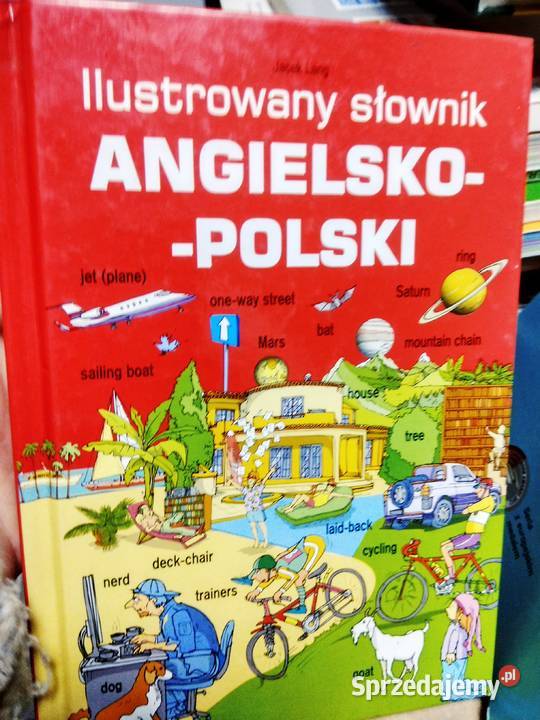 Jacek Lang
Ilustrowany słownik
ANGIELSKO-
-POLSKI
ring
jet (plane)
one-way street
Saturn
bat
Mars
mountain chain
sailing boat
house
tree
laid-back
deck-chair
cycling
nerd
trainers
goat
dog
Sprzedajemy.pl